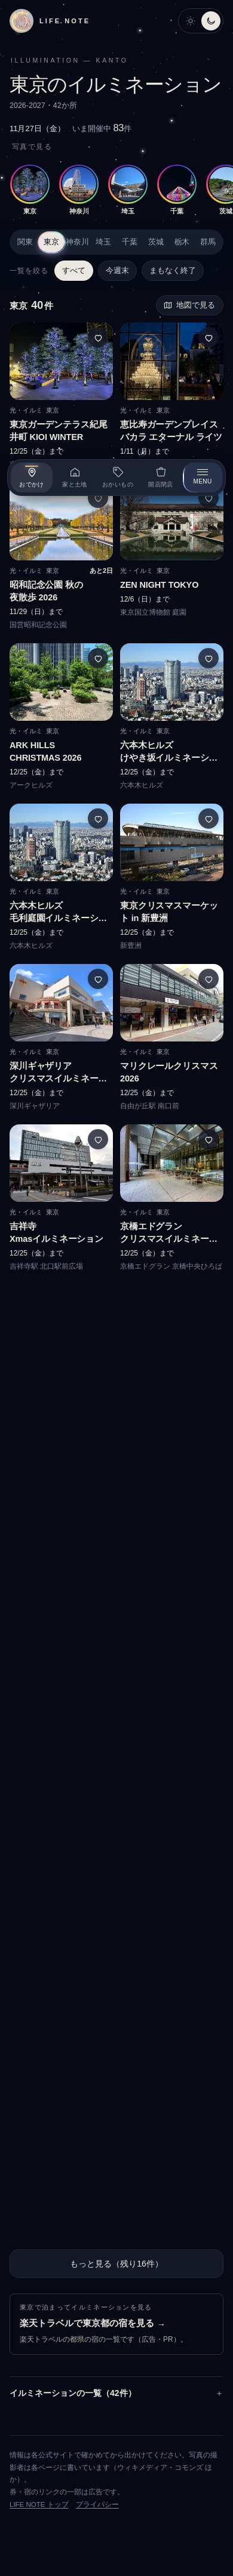 LIFE.NOTE
ILLUMINATION — KANTO
東京のイルミネーション
2026-2027・42か所
11月27日（金） いま開催中 83件
写真で見る
東京 神奈川 埼玉 千葉 茨城
関東 東京 神奈川 埼玉 千葉 茨城 栃木 群馬
一覧を絞る すべて 今週末 まもなく終了
東京 40件 地図で見る
光・イルミ 東京
東京ガーデンテラス紀尾
井町 KIOI WINTER
12/25（金）まで
光・イルミ 東京
恵比寿ガーデンプレイス
バカラ エターナル ライツ
1/11（月）まで
おでかけ 家と土地 おかいもの 開店閉店 MENU
光・イルミ 東京 あと2日
昭和記念公園 秋の
夜散歩 2026
11/29（日）まで
国営昭和記念公園
光・イルミ 東京
ZEN NIGHT TOKYO
12/6（日）まで
東京国立博物館 庭園
光・イルミ 東京
ARK HILLS
CHRISTMAS 2026
12/25（金）まで
アークヒルズ
光・イルミ 東京
六本木ヒルズ
けやき坂イルミネーシ…
12/25（金）まで
六本木ヒルズ
光・イルミ 東京
六本木ヒルズ
毛利庭園イルミネーシ…
12/25（金）まで
六本木ヒルズ
光・イルミ 東京
東京クリスマスマーケッ
ト in 新豊洲
12/25（金）まで
新豊洲
光・イルミ 東京
深川ギャザリア
クリスマスイルミネー…
12/25（金）まで
深川ギャザリア
光・イルミ 東京
マリクレールクリスマス
2026
12/25（金）まで
自由が丘駅 南口前
光・イルミ 東京
吉祥寺
Xmasイルミネーション
12/25（金）まで
吉祥寺駅 北口駅前広場
光・イルミ 東京
京橋エドグラン
クリスマスイルミネー…
12/25（金）まで
京橋エドグラン 京橋中央ひろば
もっと見る（残り16件）
東京で泊まってイルミネーションを見る
楽天トラベルで東京都の宿を見る →
楽天トラベルの都県の宿の一覧です（広告・PR）。
イルミネーションの一覧（42件） +
情報は各公式サイトで確かめてから出かけてください。写真の撮
影者は各ページに書いています（ウィキメディア・コモンズ ほ
か）。
券・宿のリンクの一部は広告です。
LIFE NOTE トップ プライバシー